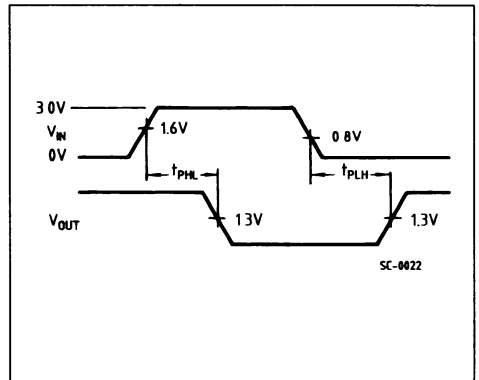 3 0V
V_IN
1.6V
0 8V
0V
t_PHL
t_PLH
V_OUT
1 3V
1.3V
SC-0022